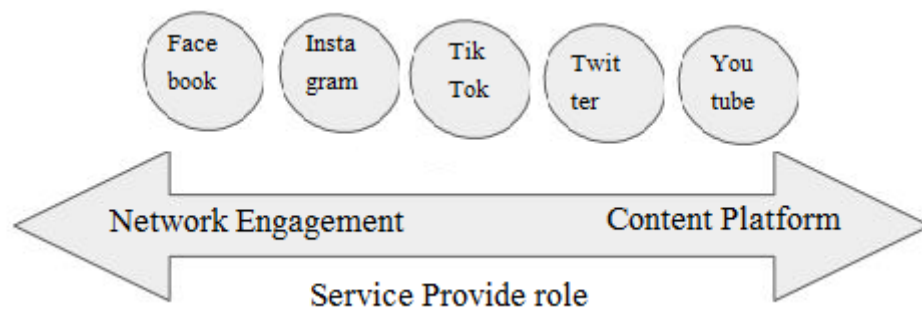 Face
book
Insta
gram
Tik
Tok
Twit
ter
You
tube
Network Engagement
Content Platform
Service Provide role